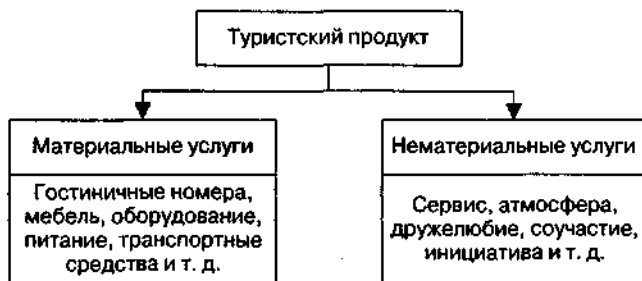 Туристский продукт
Материальные услуги
Гостиничные номера,
мебель, оборудование,
питание, транспортные
средства и т. д.
Нематериальные услуги
Сервис, атмосфера,
дружелюбие, соучастие,
инициатива и т. д.